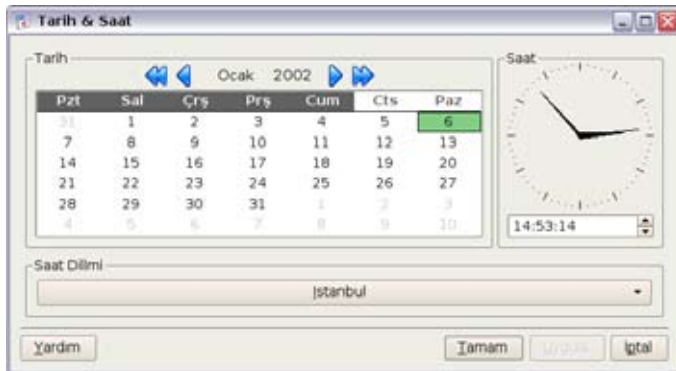 Tarih & Saat
Tarih
Saat
Ocak 2002
Pzt Sal Çrş Prş Cum Cts Paz
31 1 2 3 4 5 6
7 8 9 10 11 12 13
14 15 16 17 18 19 20
21 22 23 24 25 26 27
28 29 30 31 1 2 3
4 5 6 7 8 9 10
14:53:14
Saat Dilimi
Istanbul
Yardım
Tamam Uygula İptal